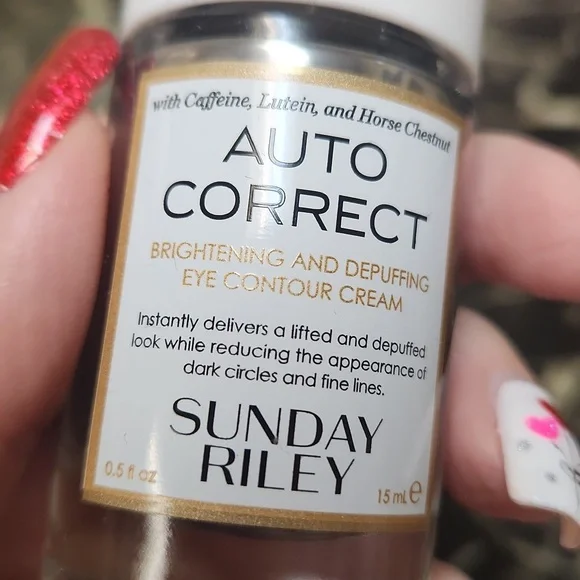 with Caffeine, Lutein, and Horse Chestnut
AUTO
CORRECT
BRIGHTENING AND DEPUFFING
EYE CONTOUR CREAM
Instantly delivers a lifted and depuffed
look while reducing the appearance of
dark circles and fine lines.
SUNDAY
RILEY
0.5 fl oz 15 mL ℮